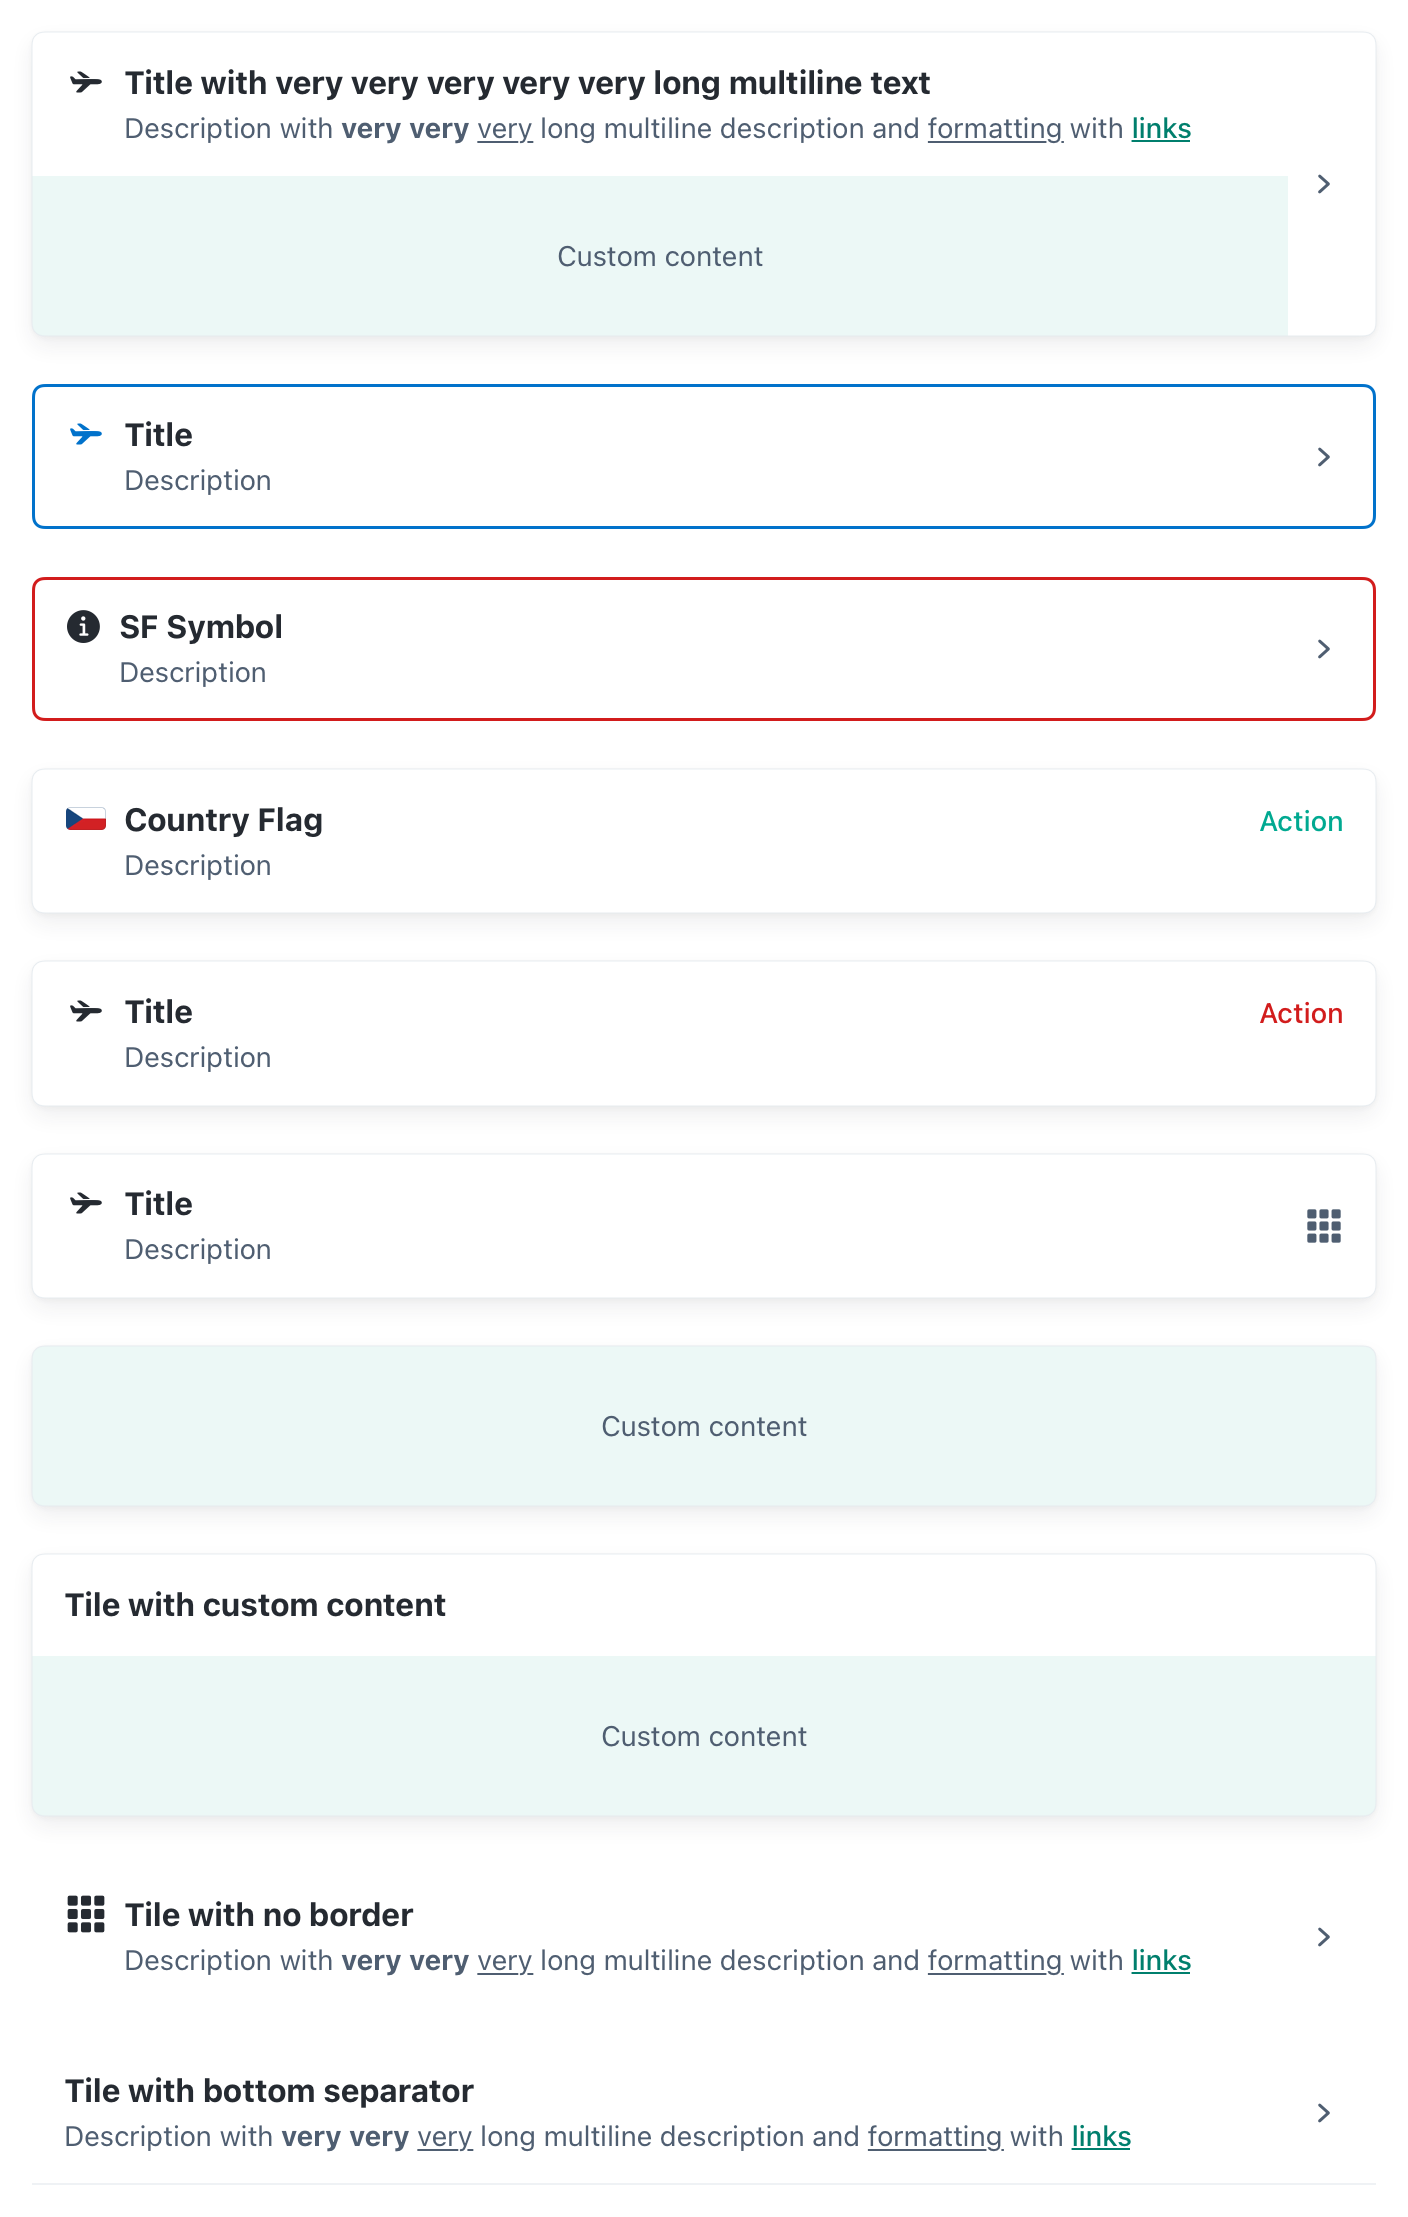 Title with very very very very very long multiline text
Description with very very very long multiline description and formatting with links
Custom content
Title
Description
SF Symbol
Description
Country Flag
Action
Description
Title
Action
Description
Title
Description
Custom content
Tile with custom content
Custom content
Tile with no border
Description with very very very long multiline description and formatting with links
Tile with bottom separator
Description with very very very long multiline description and formatting with links